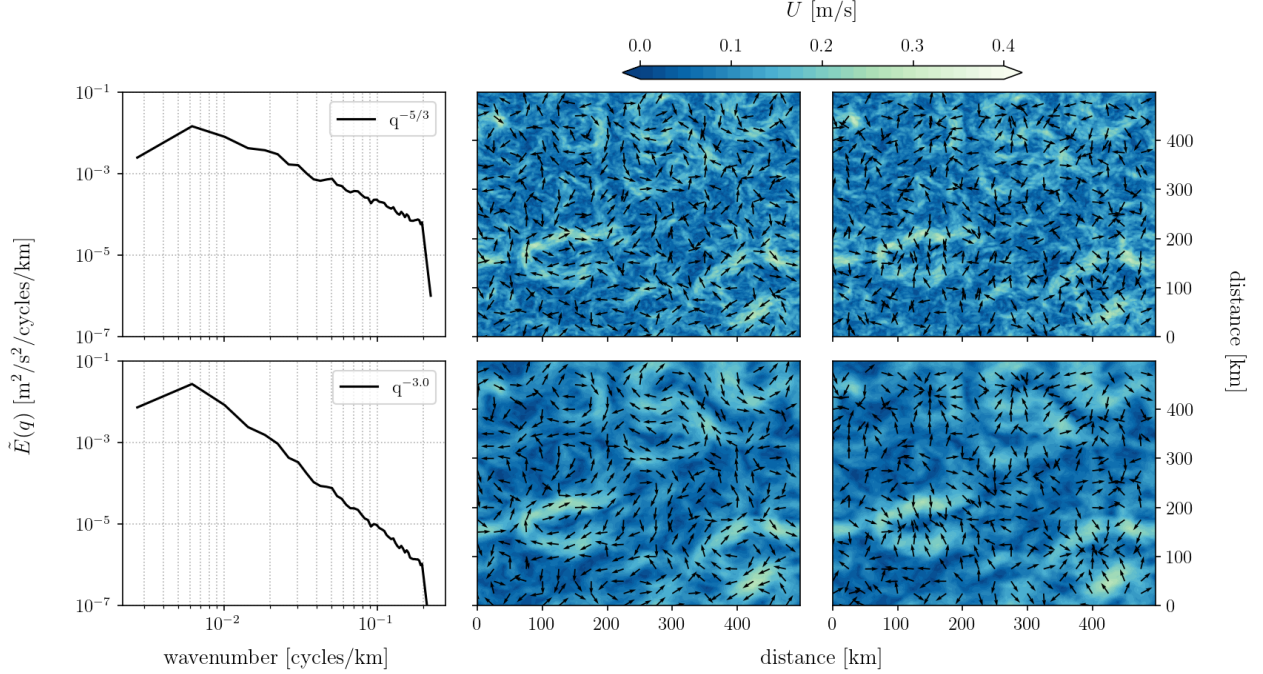 U [m/s]
0.0 0.1 0.2 0.3 0.4
10⁻¹
10⁻³
10⁻⁵
10⁻⁷
q⁻⁵/³
0
100
200
300
400
Ẽ(q) [m²/s²/cycles/km]
distance [km]
10⁻¹
10⁻³
10⁻⁵
10⁻⁷
q⁻³·⁰
0
100
200
300
400
10⁻² 10⁻¹
0 100 200 300 400
0 100 200 300 400
wavenumber [cycles/km]
distance [km]